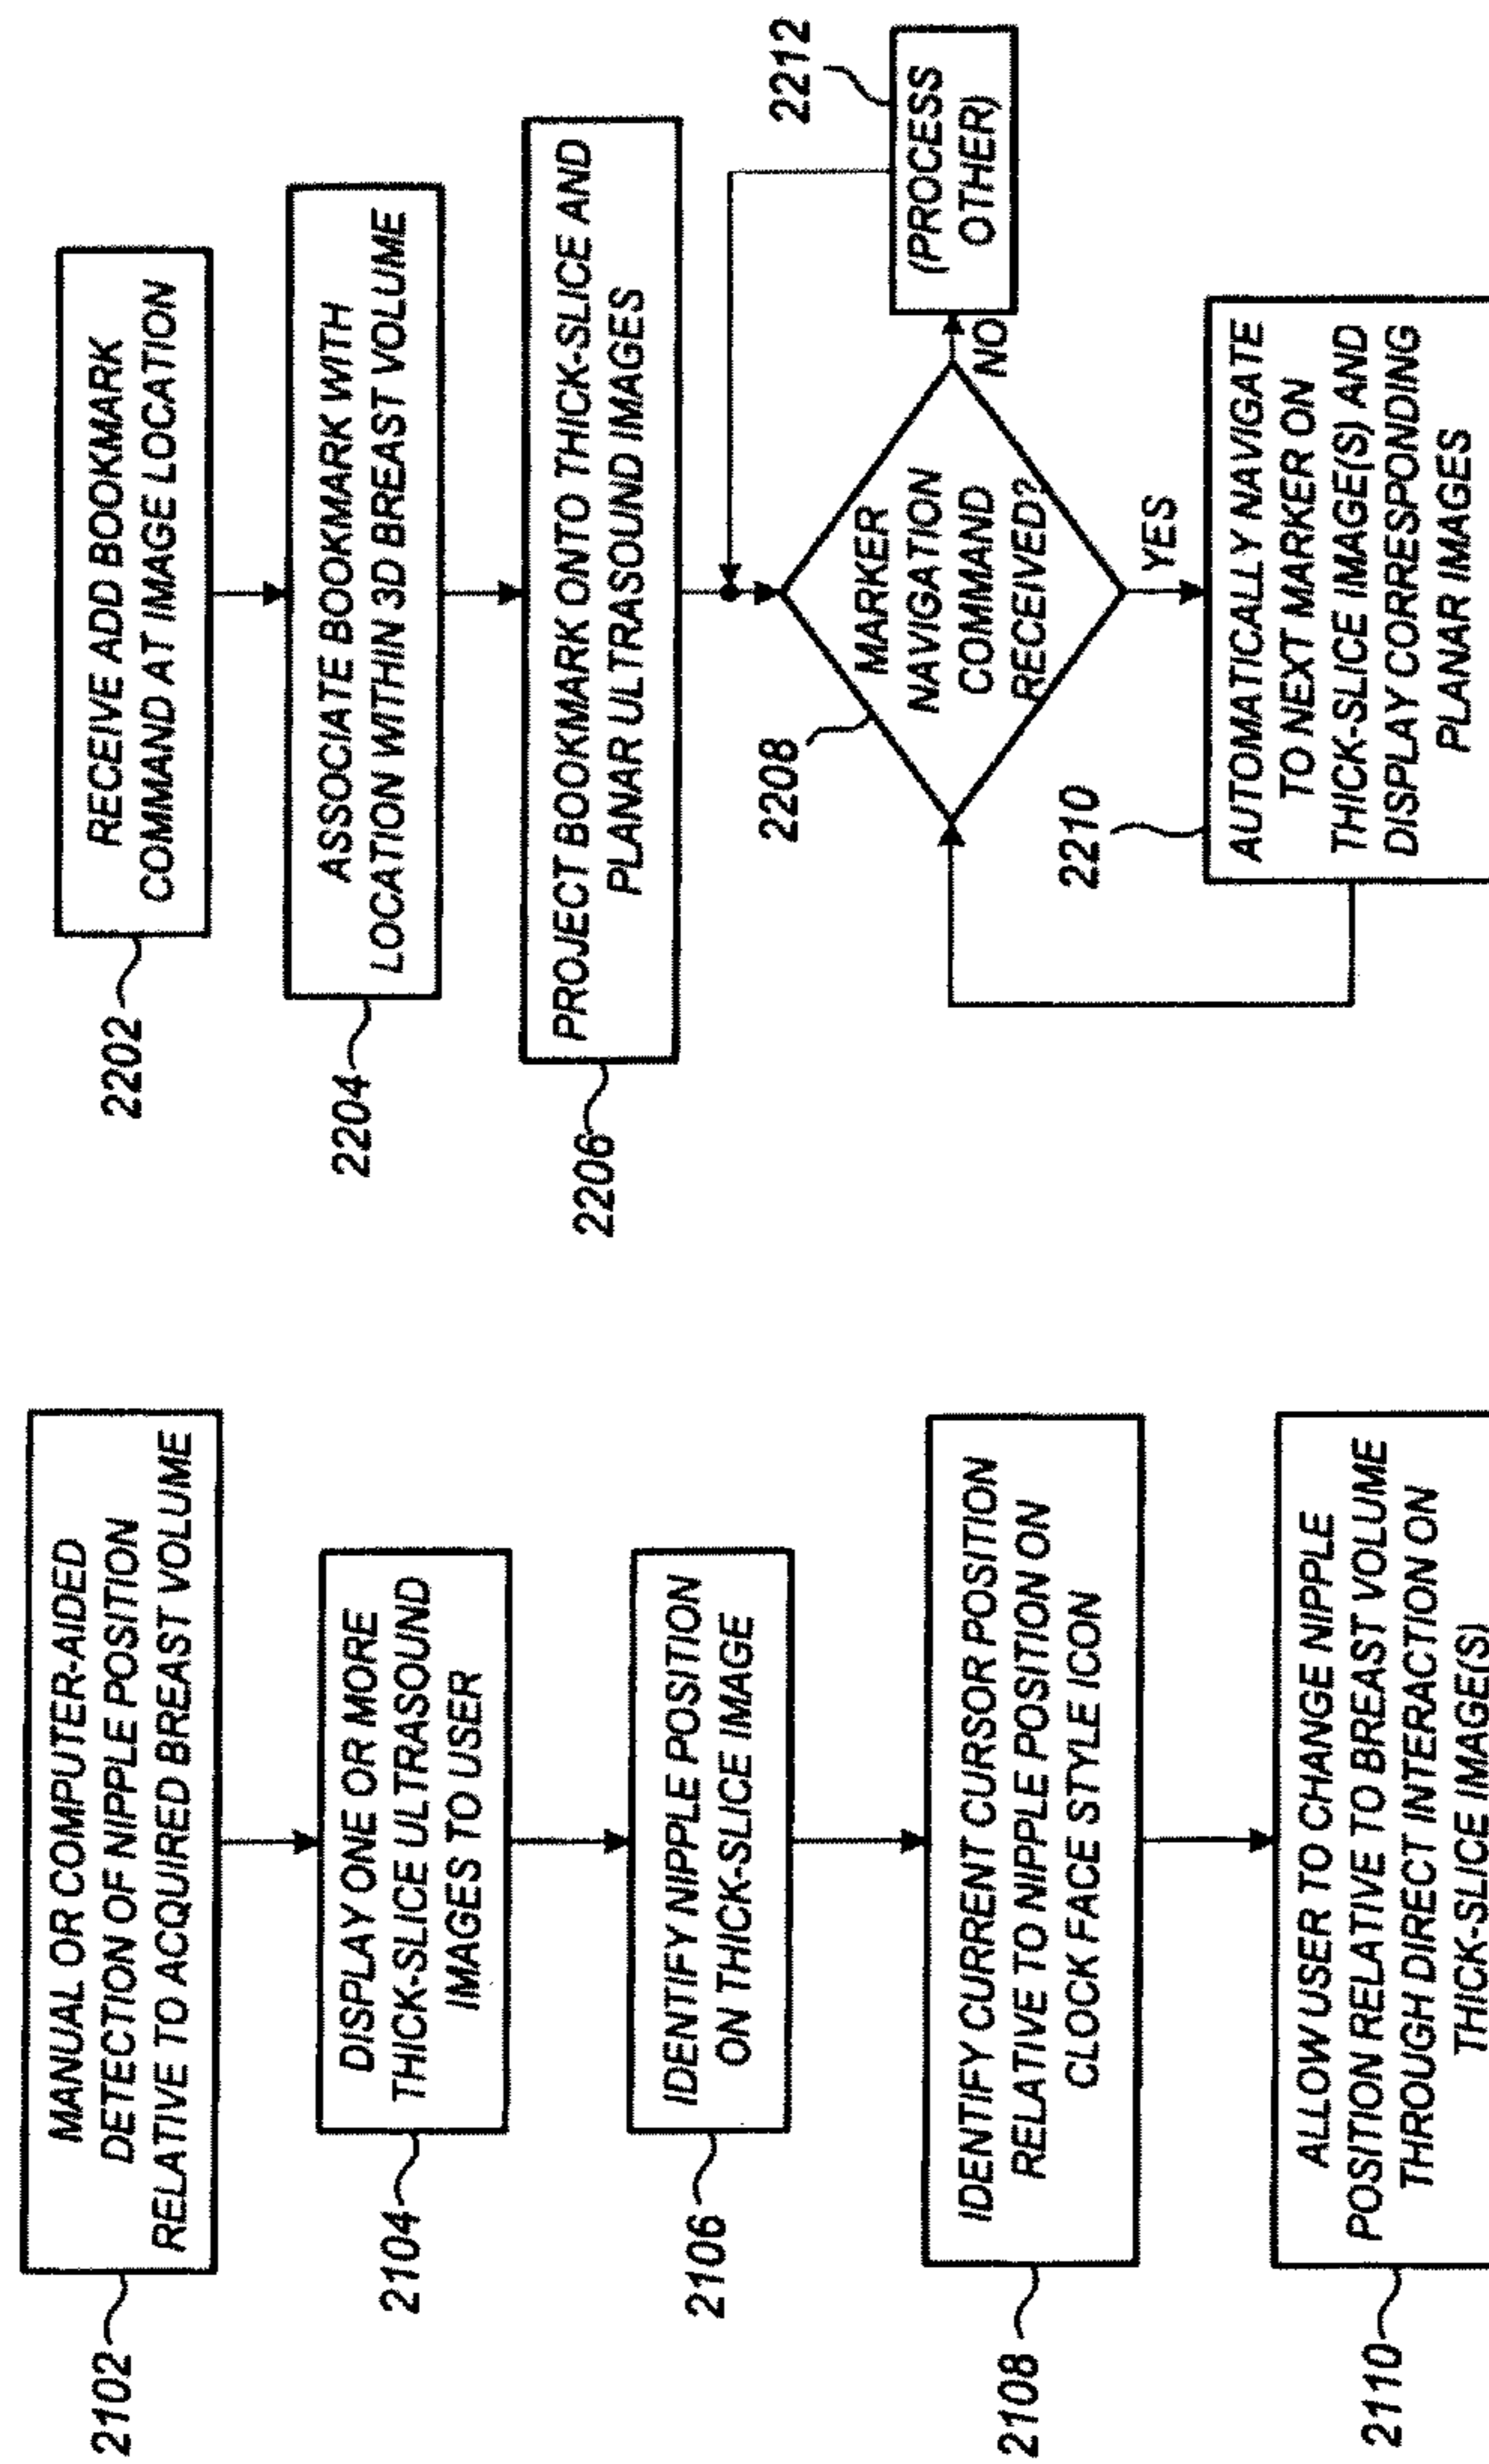 2102
MANUAL OR COMPUTER-AIDED
DETECTION OF NIPPLE POSITION
RELATIVE TO ACQUIRED BREAST VOLUME
2104
DISPLAY ONE OR MORE
THICK-SLICE ULTRASOUND
IMAGES TO USER
2106
IDENTIFY NIPPLE POSITION
ON THICK-SLICE IMAGE
2108
IDENTIFY CURRENT CURSOR POSITION
RELATIVE TO NIPPLE POSITION ON
CLOCK FACE STYLE ICON
2110
ALLOW USER TO CHANGE NIPPLE
POSITION RELATIVE TO BREAST VOLUME
THROUGH DIRECT INTERACTION ON
THICK-SLICE IMAGE(S)
2202
RECEIVE ADD BOOKMARK
COMMAND AT IMAGE LOCATION
2204
ASSOCIATE BOOKMARK WITH
LOCATION WITHIN 3D BREAST VOLUME
2206
PROJECT BOOKMARK ONTO THICK-SLICE AND
PLANAR ULTRASOUND IMAGES
2208
MARKER
NAVIGATION
COMMAND
RECEIVED?
NO
2212
(PROCESS
OTHER)
YES
2210
AUTOMATICALLY NAVIGATE
TO NEXT MARKER ON
THICK-SLICE IMAGE(S) AND
DISPLAY CORRESPONDING
PLANAR IMAGES